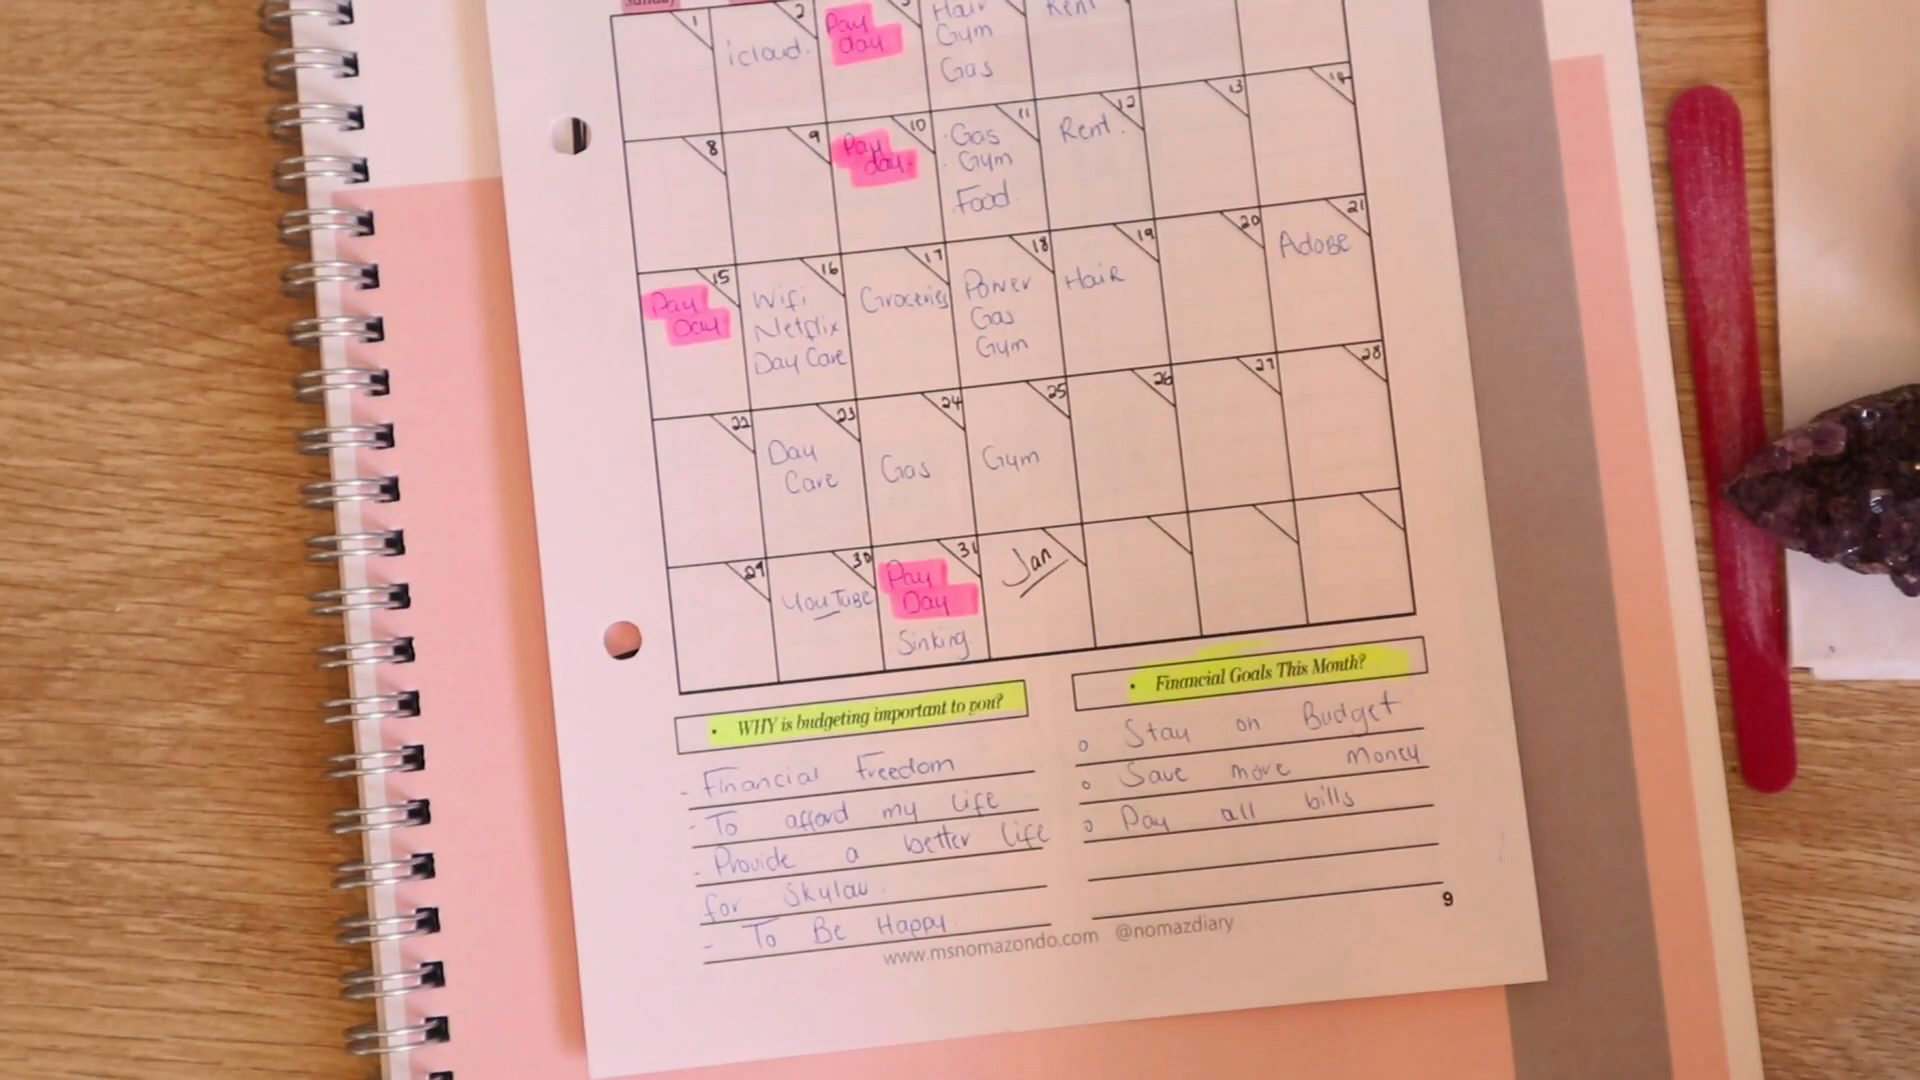 Sunday
1
2
icloud.
3
Pay
day
Hair
Gym
Gas
Rent
8
9
10
Pay
day.
11
Gas
Gym
Food.
12
Rent.
13
14
15
Pay
Day
16
Wifi
Netflix
Day Care
17
Groceries
18
Power
Gas
Gym
19
Hair
20
21
Adobe
22
23
Day
Care
24
Gas
25
Gym
26
27
28
29
30
YouTube
31
Pay
Day
Sinking
Jan
• WHY is budgeting important to you?
- Financial Freedom
- To afford my life
- Provide a better life
for Skylar.
- To Be Happy.
• Financial Goals This Month?
o Stay on Budget
o Save more Money
o Pay all bills
9
www.msnomazondo.com @nomazdiary